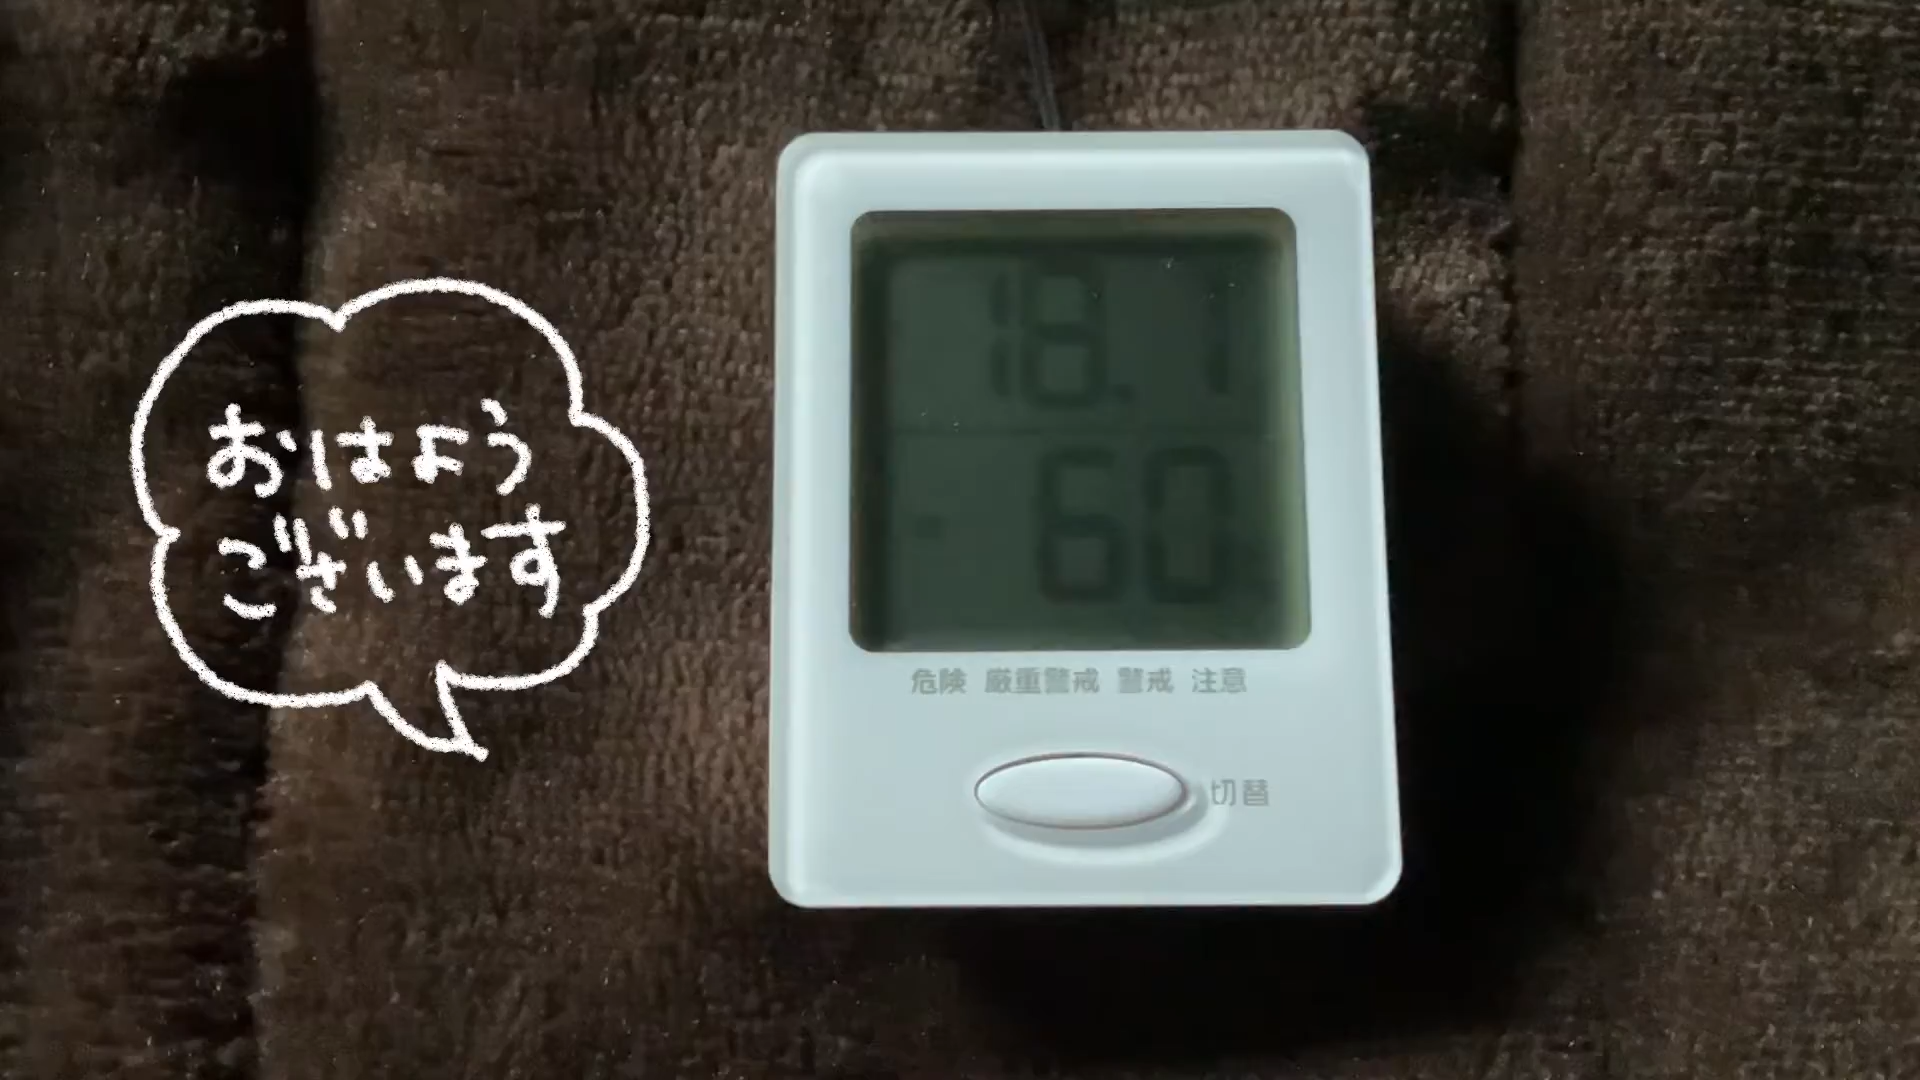 おはよう
ございます
18.1
60
危険 厳重警戒 警戒 注意
切替